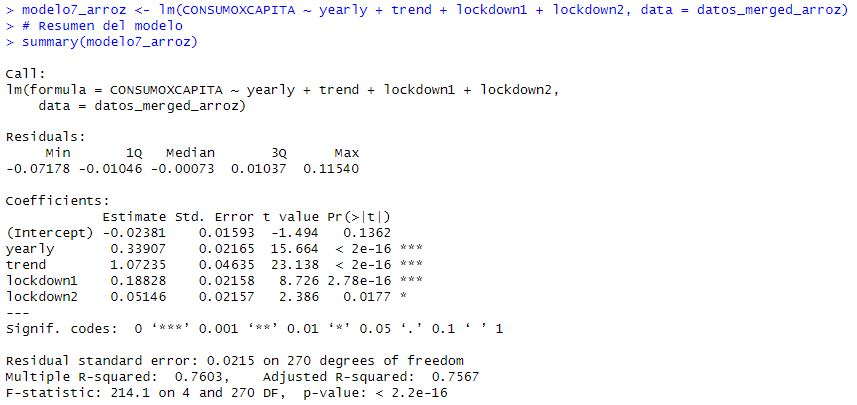 > modelo7_arroz <- lm(CONSUMOXCAPITA ~ yearly + trend + lockdown1 + lockdown2, data = datos_merged_arroz)
> # Resumen del modelo
> summary(modelo7_arroz)

Call:
lm(formula = CONSUMOXCAPITA ~ yearly + trend + lockdown1 + lockdown2,
    data = datos_merged_arroz)

Residuals:
     Min       1Q   Median       3Q      Max
-0.07178 -0.01046 -0.00073  0.01037  0.11540

Coefficients:
            Estimate Std. Error t value Pr(>|t|)
(Intercept) -0.02381    0.01593  -1.494   0.1362
yearly       0.33907    0.02165  15.664  < 2e-16 ***
trend        1.07235    0.04635  23.138  < 2e-16 ***
lockdown1    0.18828    0.02158   8.726 2.78e-16 ***
lockdown2    0.05146    0.02157   2.386   0.0177 *
---
Signif. codes:  0 ‘***’ 0.001 ‘**’ 0.01 ‘*’ 0.05 ‘.’ 0.1 ‘ ’ 1

Residual standard error: 0.0215 on 270 degrees of freedom
Multiple R-squared:  0.7603,    Adjusted R-squared:  0.7567
F-statistic: 214.1 on 4 and 270 DF,  p-value: < 2.2e-16